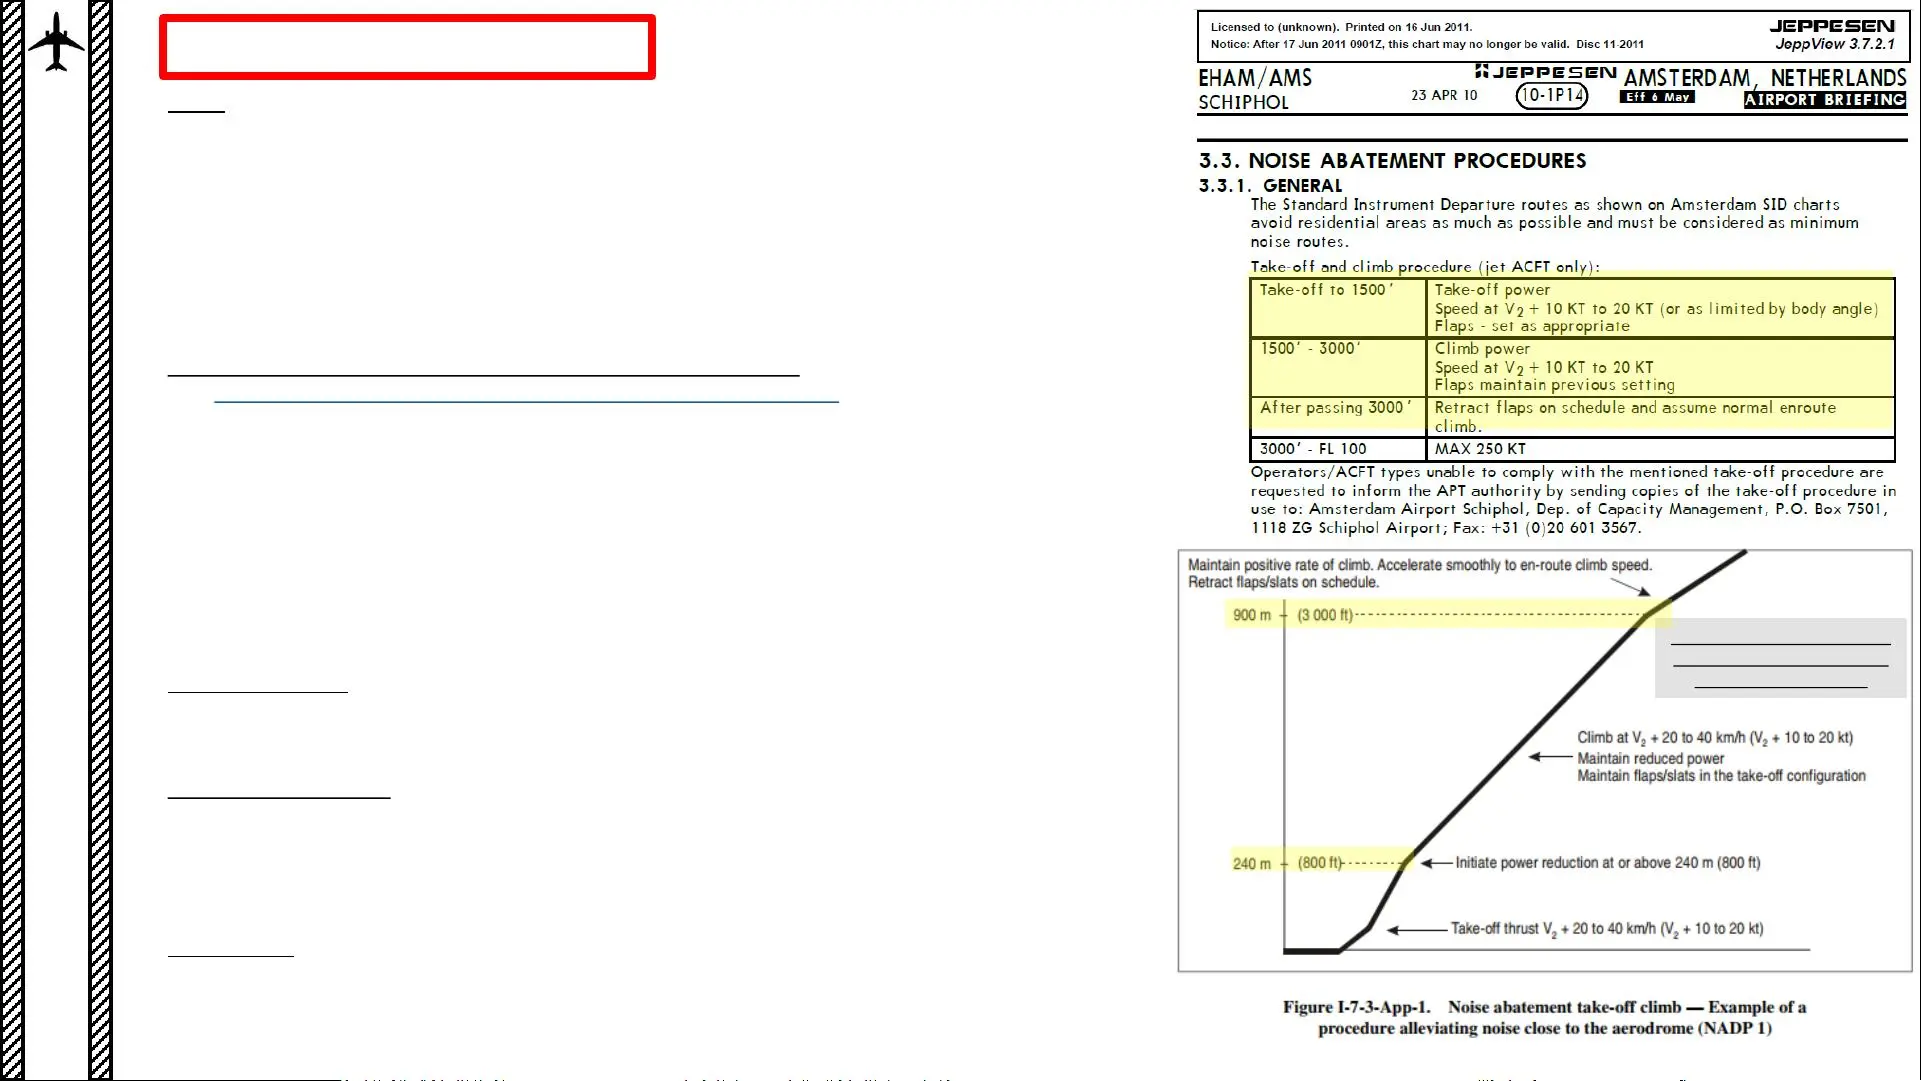 Licensed to (unknown). Printed on 16 Jun 2011.
Notice: After 17 Jun 2011 0901Z, this chart may no longer be valid. Disc 11-2011
JEPPESEN
JeppView 3.7.2.1
EHAM/AMS
SCHIPHOL
23 APR 10
JEPPESEN
10-1P14
Eff 6 May
AMSTERDAM, NETHERLANDS
AIRPORT BRIEFING
3.3. NOISE ABATEMENT PROCEDURES
3.3.1. GENERAL
The Standard Instrument Departure routes as shown on Amsterdam SID charts
avoid residential areas as much as possible and must be considered as minimum
noise routes.
Take-off and climb procedure (jet ACFT only):
Take-off to 1500'
Take-off power
Speed at V2 + 10 KT to 20 KT (or as limited by body angle)
Flaps - set as appropriate
1500' - 3000'
Climb power
Speed at V2 + 10 KT to 20 KT
Flaps maintain previous setting
After passing 3000'
Retract flaps on schedule and assume normal enroute
climb.
3000' - FL 100
MAX 250 KT
Operators/ACFT types unable to comply with the mentioned take-off procedure are
requested to inform the APT authority by sending copies of the take-off procedure in
use to: Amsterdam Airport Schiphol, Dep. of Capacity Management, P.O. Box 7501,
1118 ZG Schiphol Airport; Fax: +31 (0)20 601 3567.
Maintain positive rate of climb. Accelerate smoothly to en-route climb speed.
Retract flaps/slats on schedule.
900 m (3 000 ft)
Climb at V2 + 20 to 40 km/h (V2 + 10 to 20 kt)
Maintain reduced power
Maintain flaps/slats in the take-off configuration
240 m (800 ft)
Initiate power reduction at or above 240 m (800 ft)
Take-off thrust V2 + 20 to 40 km/h (V2 + 10 to 20 kt)
Figure I-7-3-App-1. Noise abatement take-off climb — Example of a
procedure alleviating noise close to the aerodrome (NADP 1)